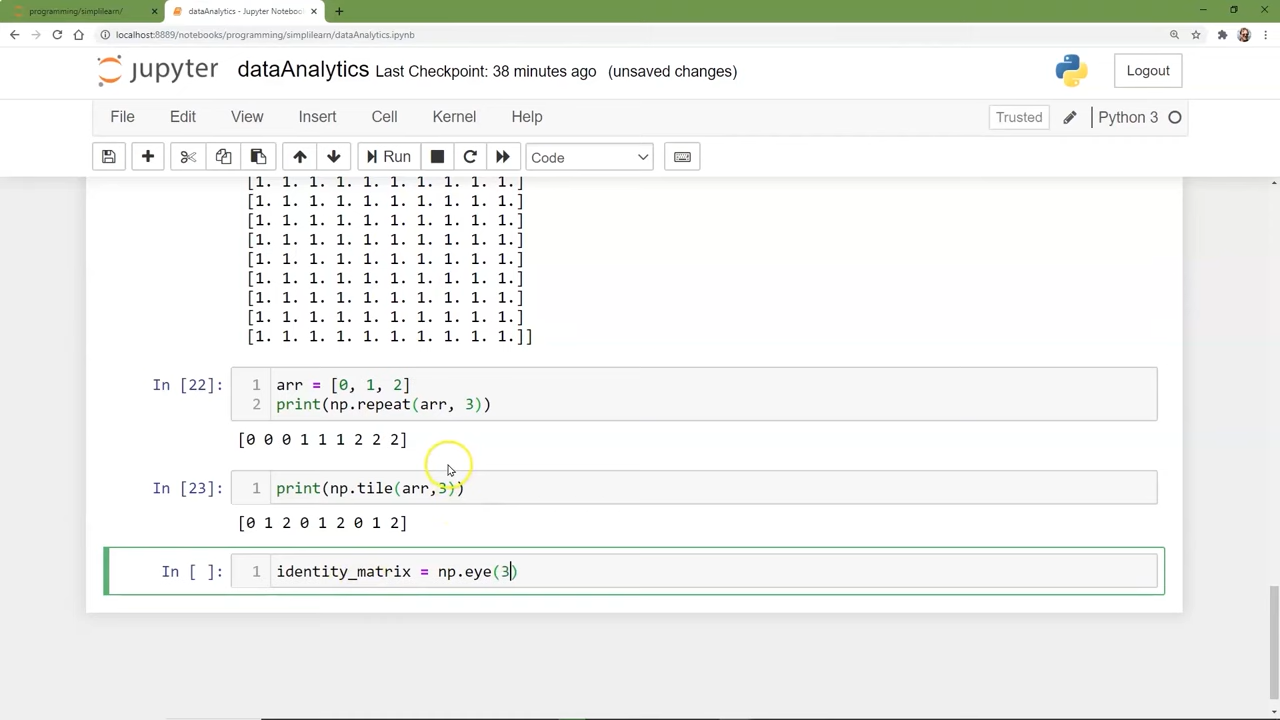 programming/simplilearn/
dataAnalytics - Jupyter Notebook
localhost:8889/notebooks/programming/simplilearn/dataAnalytics.ipynb
jupyter dataAnalytics Last Checkpoint: 38 minutes ago (unsaved changes)
Logout
File Edit View Insert Cell Kernel Help
Trusted
Python 3
Run
Code
[1. 1. 1. 1. 1. 1. 1. 1. 1. 1.]
[1. 1. 1. 1. 1. 1. 1. 1. 1. 1.]
[1. 1. 1. 1. 1. 1. 1. 1. 1. 1.]
[1. 1. 1. 1. 1. 1. 1. 1. 1. 1.]
[1. 1. 1. 1. 1. 1. 1. 1. 1. 1.]
[1. 1. 1. 1. 1. 1. 1. 1. 1. 1.]
[1. 1. 1. 1. 1. 1. 1. 1. 1. 1.]
[1. 1. 1. 1. 1. 1. 1. 1. 1. 1.]
[1. 1. 1. 1. 1. 1. 1. 1. 1. 1.]]
In [22]: 1 arr = [0, 1, 2]
2 print(np.repeat(arr, 3))
[0 0 0 1 1 1 2 2 2]
In [23]: 1 print(np.tile(arr,3))
[0 1 2 0 1 2 0 1 2]
In [ ]: 1 identity_matrix = np.eye(3)